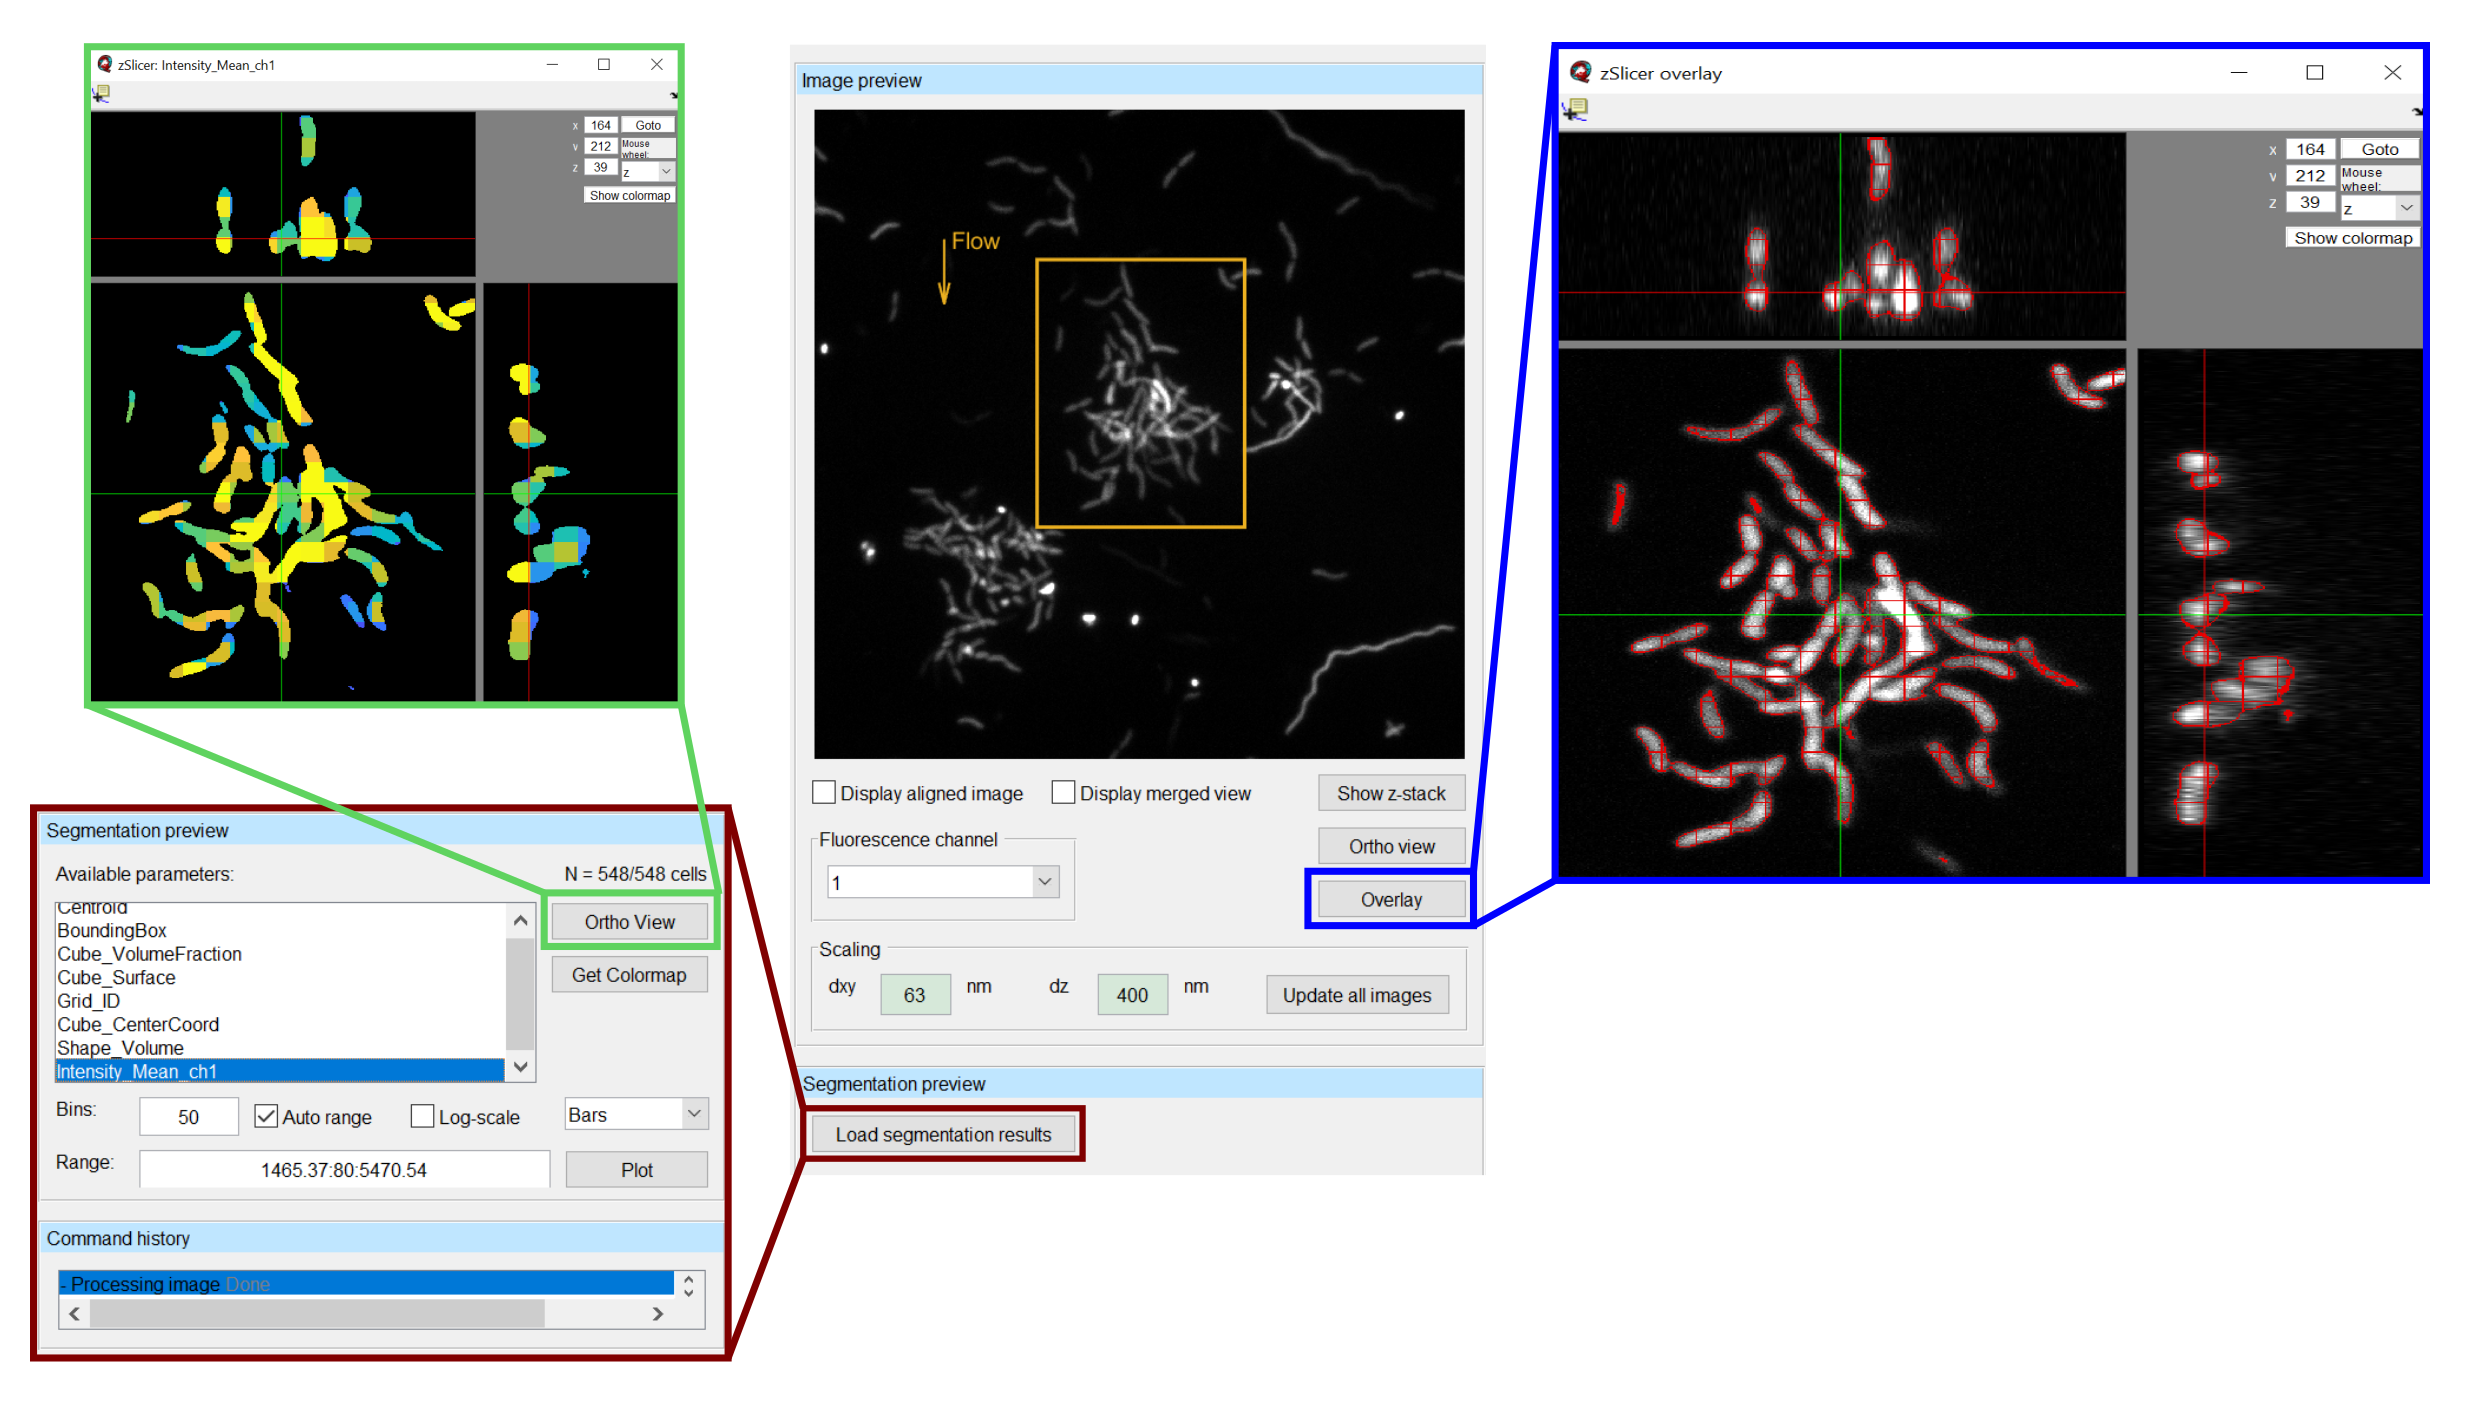 zSlicer: Intensity_Mean_ch1
x 164 Goto
v 212 Mouse wheel:
z 39 z
Show colormap
Segmentation preview
Available parameters: N = 548/548 cells
Centroid
BoundingBox
Cube_VolumeFraction
Cube_Surface
Grid_ID
Cube_CenterCoord
Shape_Volume
Intensity_Mean_ch1
Ortho View
Get Colormap
Bins: 50 Auto range Log-scale Bars
Range: 1465.37:80:5470.54 Plot
Command history
- Processing image Done
Image preview
Flow
Display aligned image Display merged view Show z-stack
Fluorescence channel
1
Ortho view
Overlay
Scaling
dxy 63 nm dz 400 nm Update all images
Segmentation preview
Load segmentation results
zSlicer overlay
x 164 Goto
v 212 Mouse wheel:
z 39 z
Show colormap